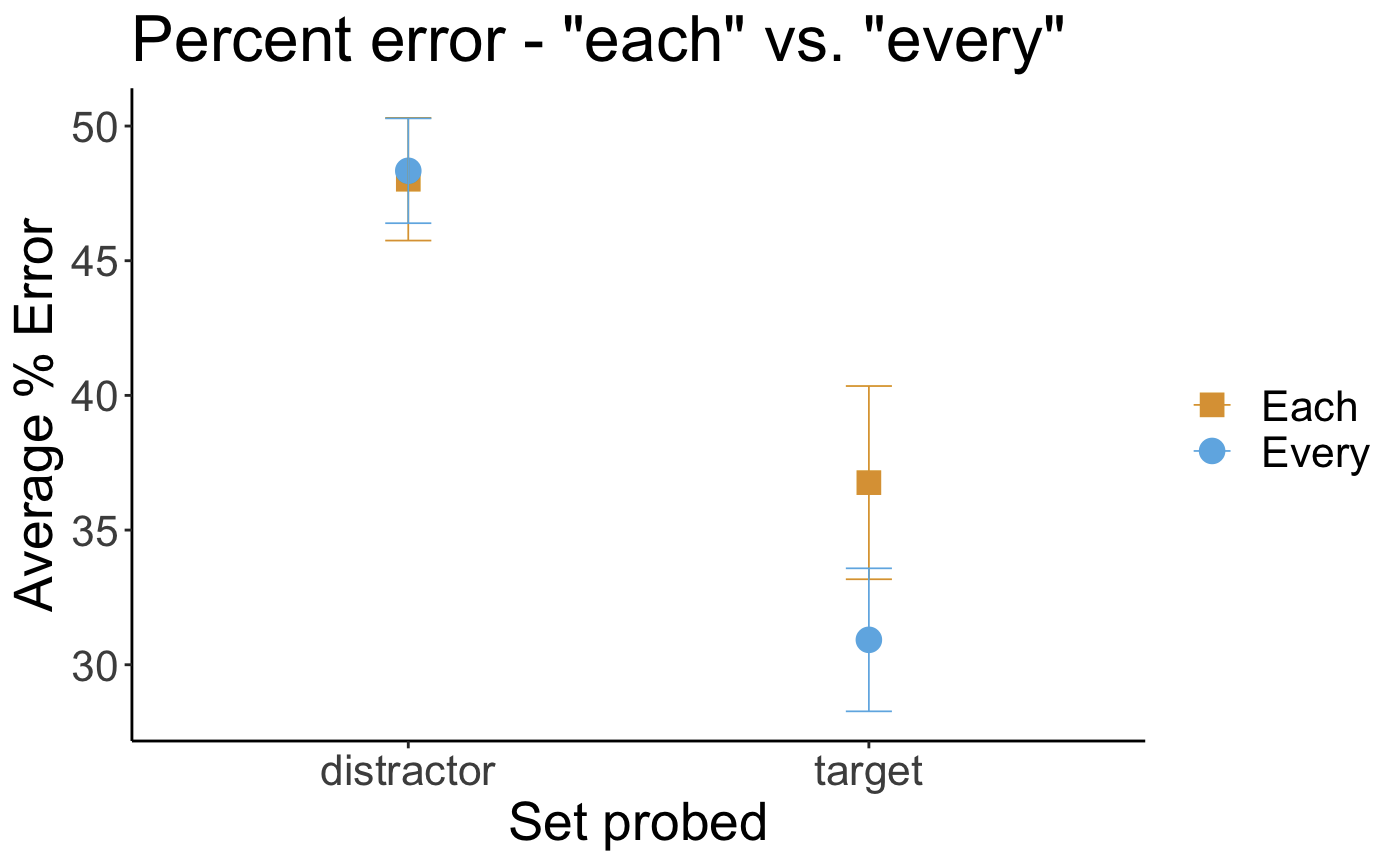 Percent error - "each" vs. "every"
Average % Error
50
45
40
35
30
distractor
target
Set probed
Each
Every